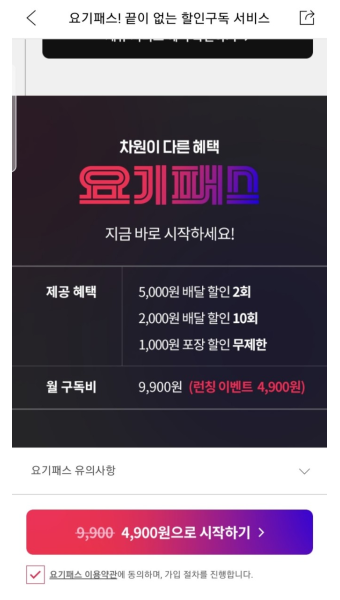 요기패스! 끝이 없는 할인구독 서비스
차원이 다른 혜택
요기패스
지금 바로 시작하세요!
제공 혜택
5,000원 배달 할인 2회
2,000원 배달 할인 10회
1,000원 포장 할인 무제한
월 구독비
9,900원 (런칭 이벤트 4,900원)
요기패스 유의사항
9,900 4,900원으로 시작하기 >
요기패스 이용약관에 동의하며, 가입 절차를 진행합니다.